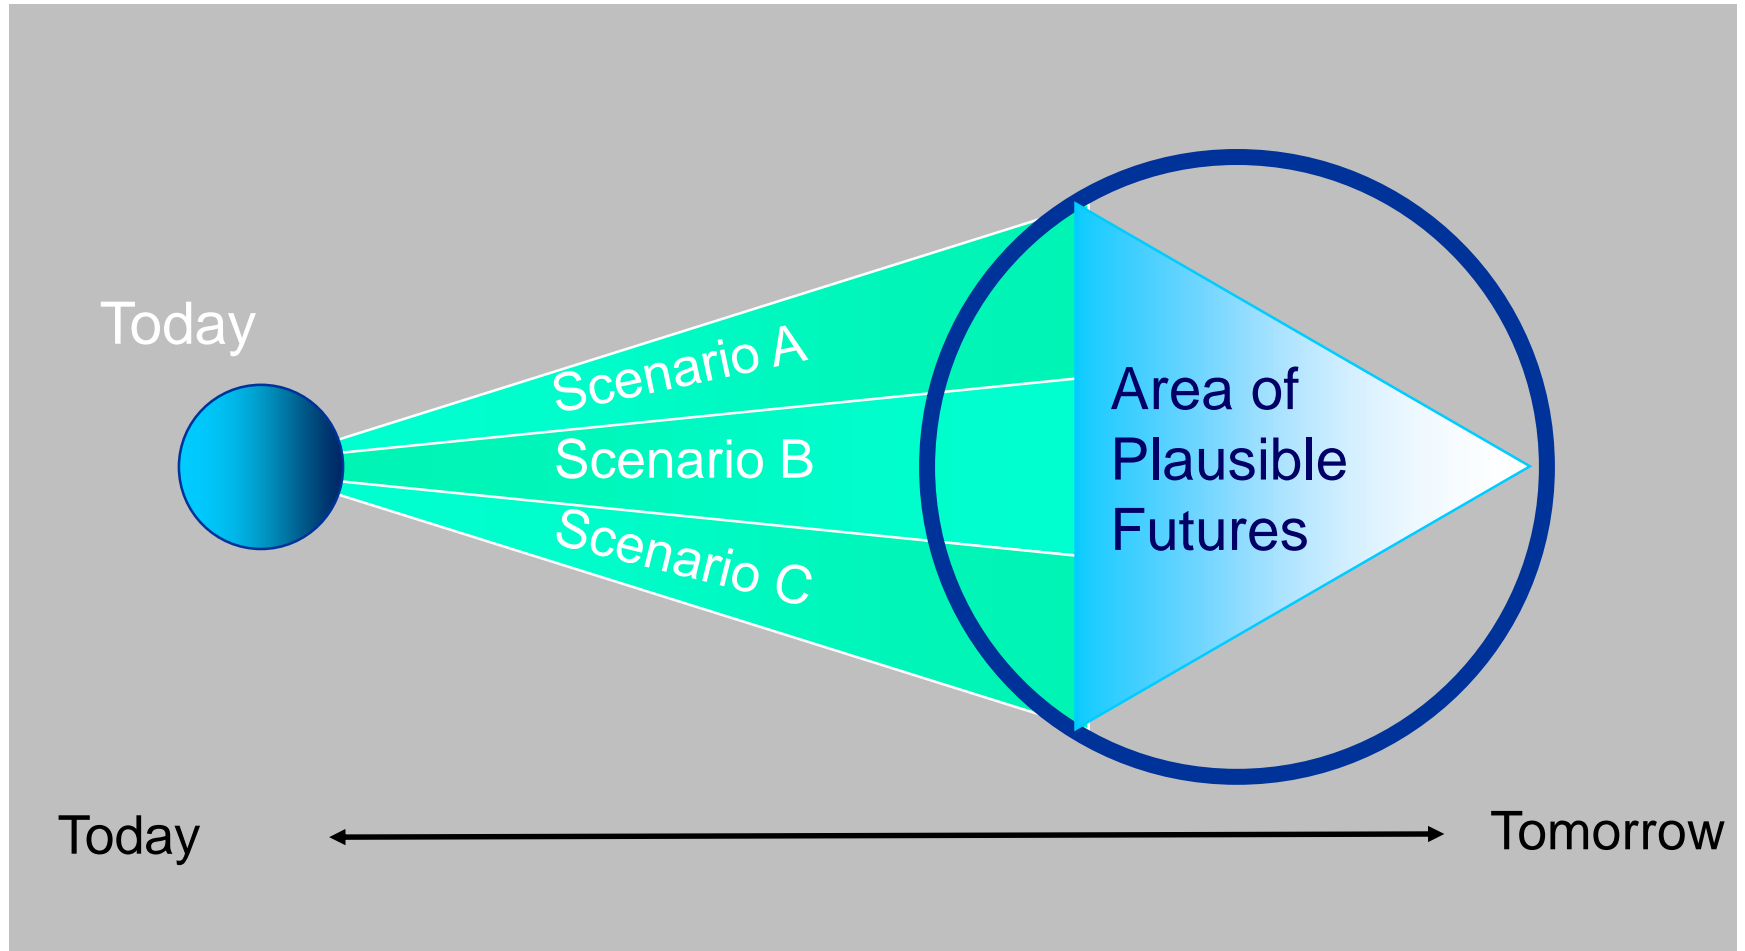 Today
Scenario A
Scenario B
Scenario C
Area of
Plausible
Futures
Today
Tomorrow